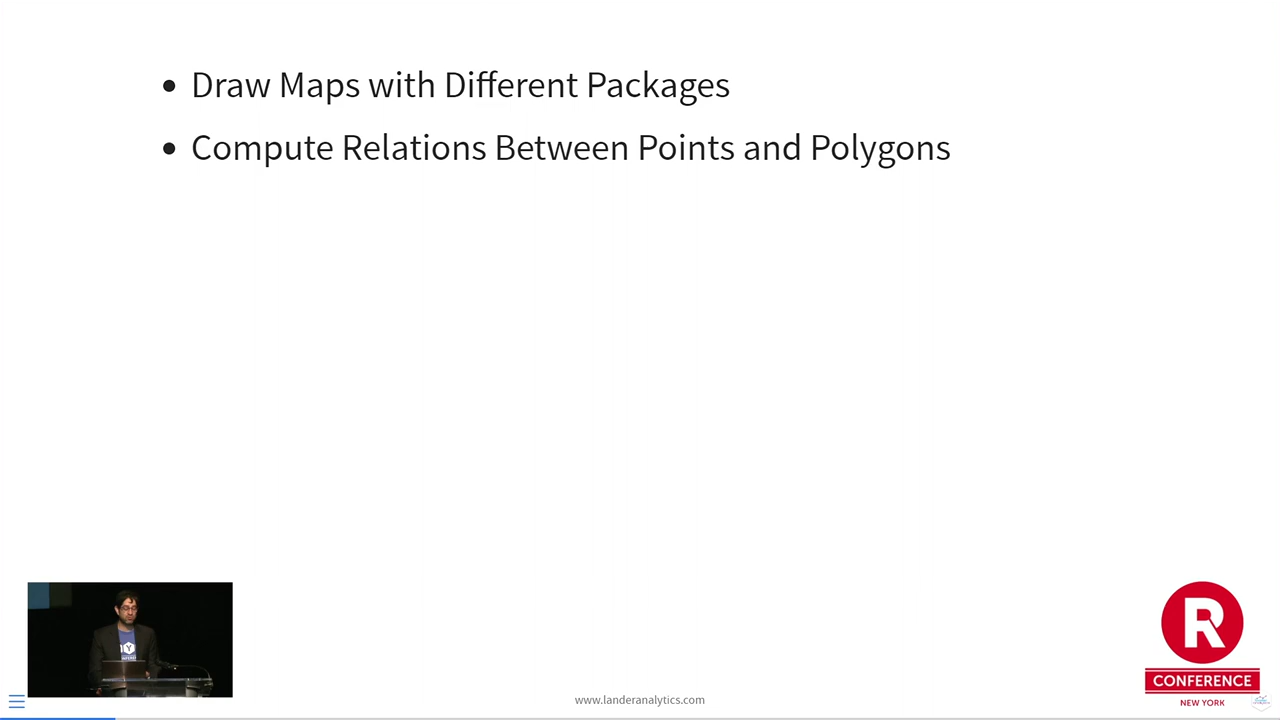 Draw Maps with Different Packages
Compute Relations Between Points and Polygons
www.landeranalytics.com
R
CONFERENCE
NEW YORK